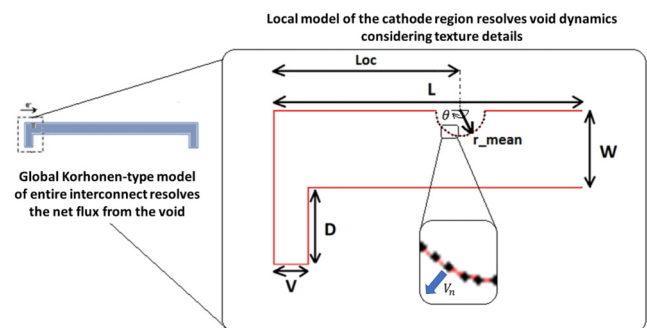 Local model of the cathode region resolves void dynamics
considering texture details
Loc
L
e-
θ
r_mean
W
Global Korhonen-type model
of entire interconnect resolves
the net flux from the void
D
V
V_n